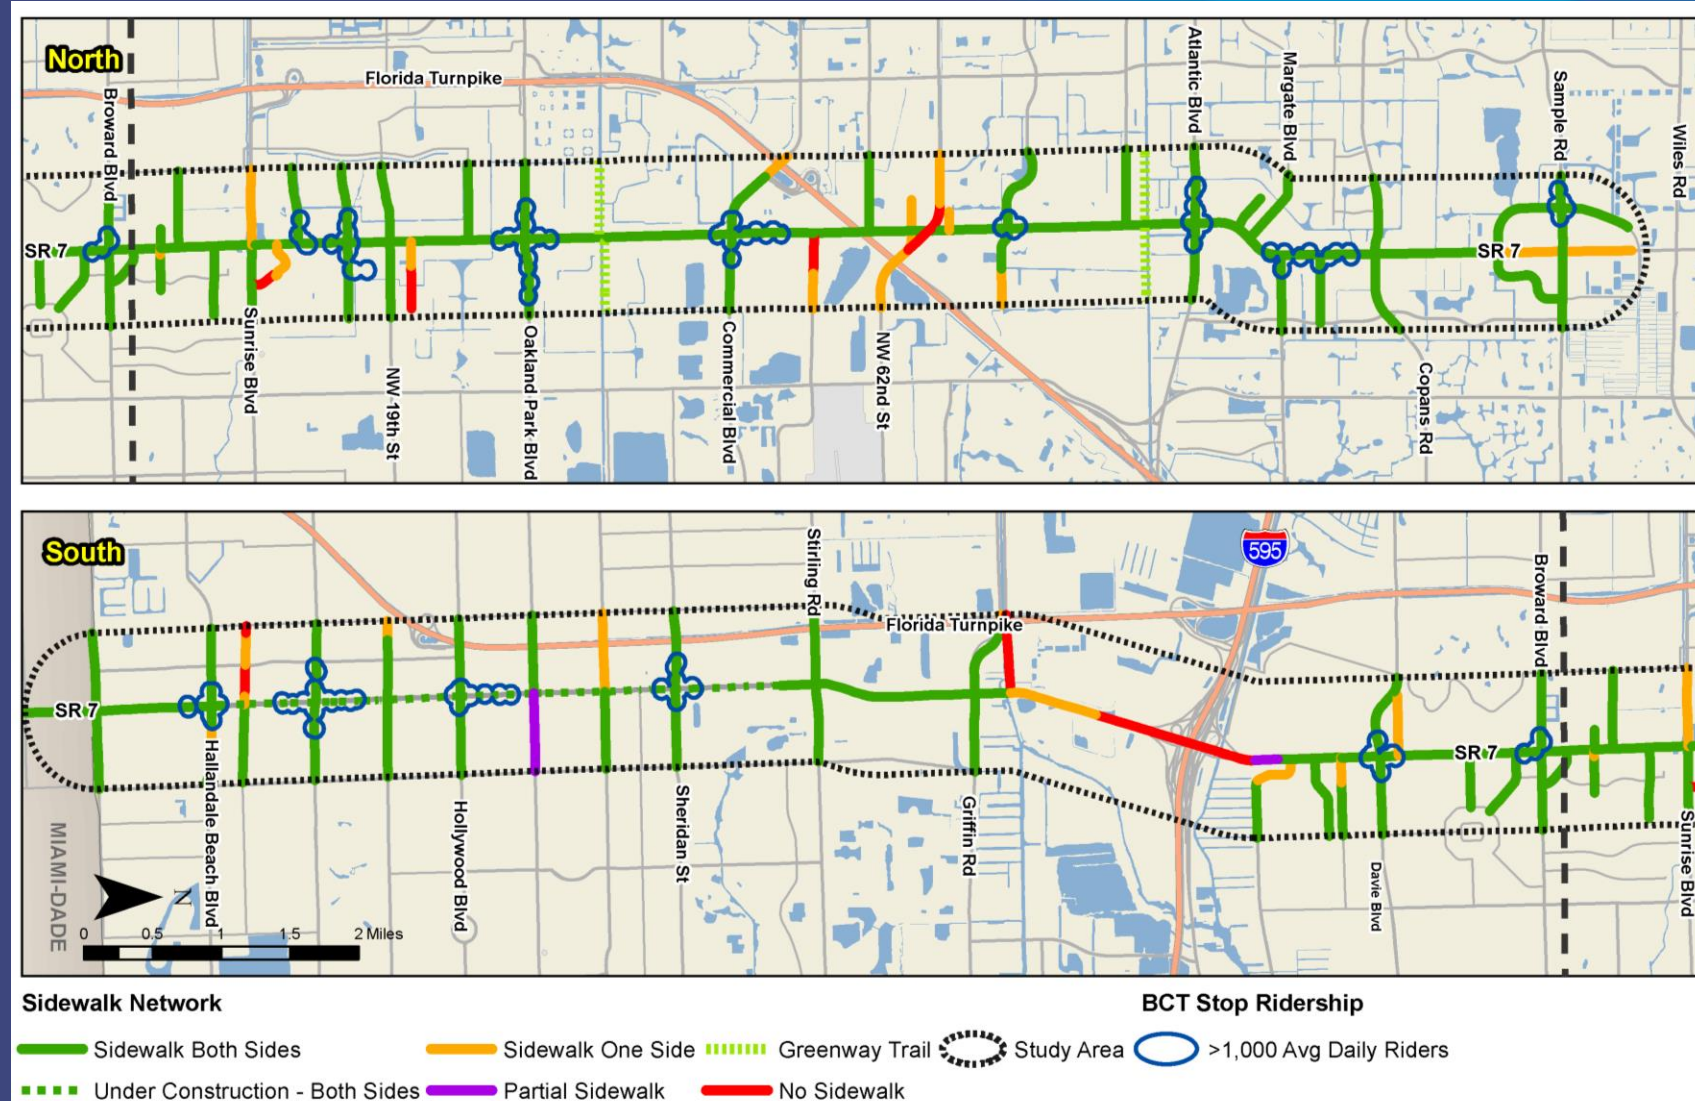 North
Florida Turnpike
Broward Blvd
Atlantic Blvd
Margate Blvd
Sample Rd
Wiles Rd
SR 7
SR 7
Sunrise Blvd
NW 19th St
Oakland Park Blvd
Commercial Blvd
NW 62nd St
Copans Rd
South
Stirling Rd
595
Broward Blvd
Florida Turnpike
SR 7
SR 7
Hallandale Beach Blvd
Hollywood Blvd
Sheridan St
Griffin Rd
Davie Blvd
Sunrise Blvd
MIAMI-DADE
N
0 0.5 1 1.5 2 Miles
Sidewalk Network
BCT Stop Ridership
Sidewalk Both Sides
Sidewalk One Side
Greenway Trail
Study Area
>1,000 Avg Daily Riders
Under Construction - Both Sides
Partial Sidewalk
No Sidewalk